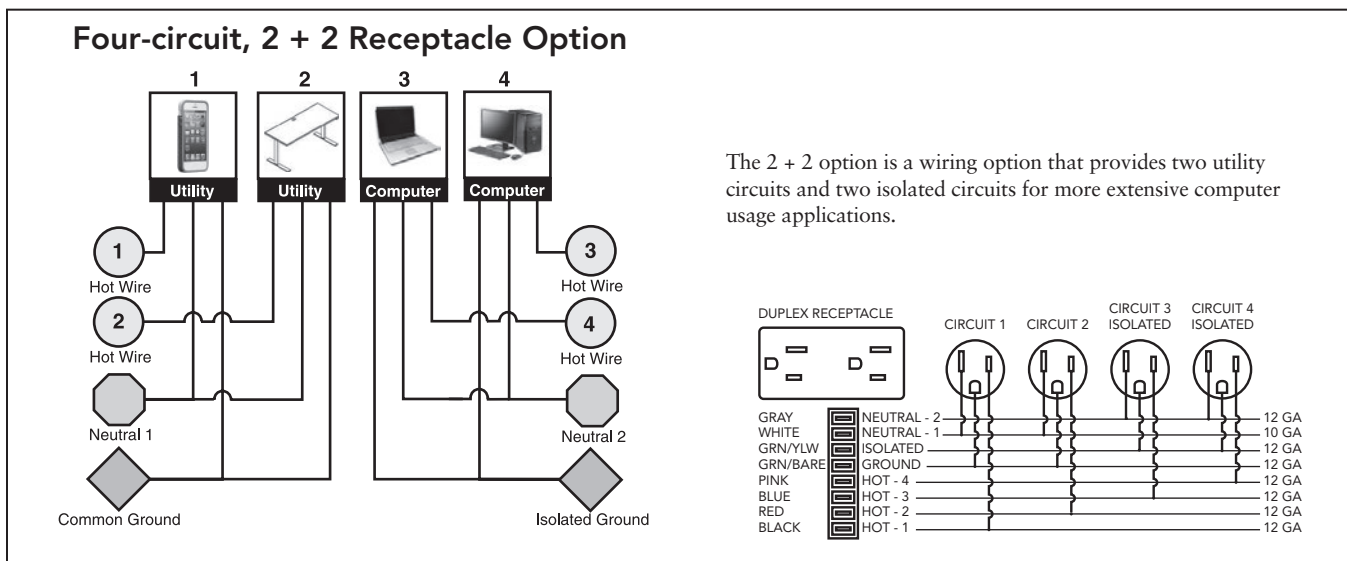 Four-circuit, 2 + 2 Receptacle Option
1 2 3 4
Utility Utility Computer Computer
1
Hot Wire
3
Hot Wire
2
Hot Wire
4
Hot Wire
Neutral 1
Neutral 2
Common Ground
Isolated Ground
The 2 + 2 option is a wiring option that provides two utility
circuits and two isolated circuits for more extensive computer
usage applications.
DUPLEX RECEPTACLE
CIRCUIT 1
CIRCUIT 2
CIRCUIT 3
ISOLATED
CIRCUIT 4
ISOLATED
GRAY NEUTRAL - 2 12 GA
WHITE NEUTRAL - 1 10 GA
GRN/YLW ISOLATED 12 GA
GRN/BARE GROUND 12 GA
PINK HOT - 4 12 GA
BLUE HOT - 3 12 GA
RED HOT - 2 12 GA
BLACK HOT - 1 12 GA